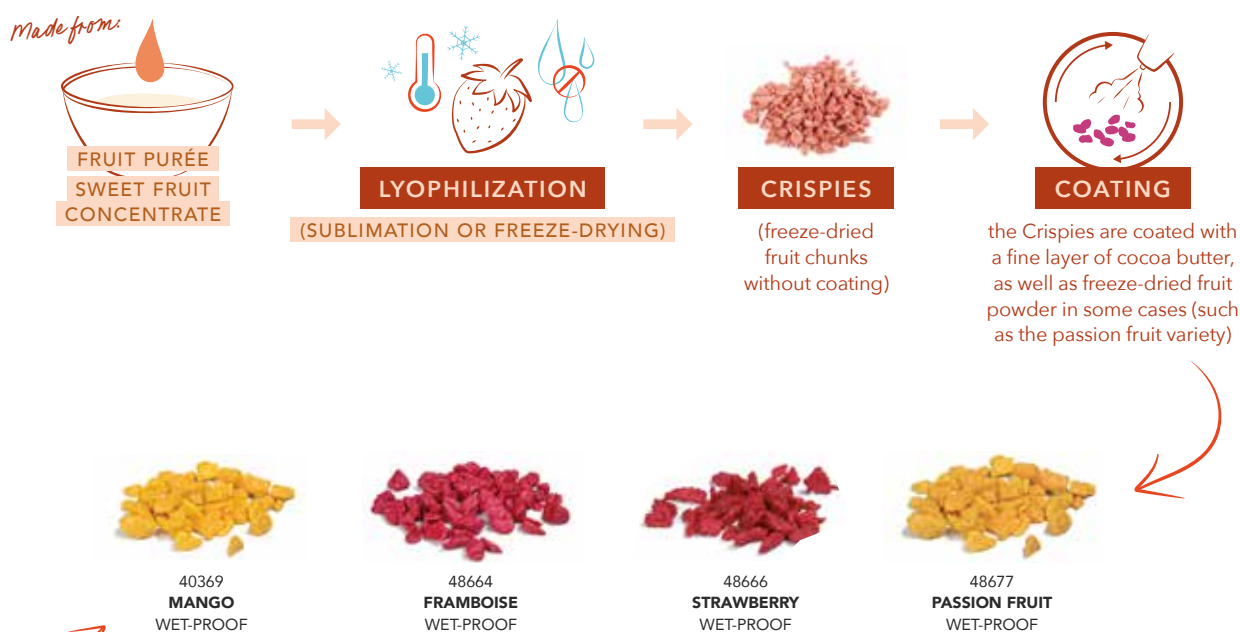 Made from:
FRUIT PURÉE
SWEET FRUIT
CONCENTRATE
LYOPHILIZATION
(SUBLIMATION OR FREEZE-DRYING)
CRISPIES
(freeze-dried
fruit chunks
without coating)
COATING
the Crispies are coated with
a fine layer of cocoa butter,
as well as freeze-dried fruit
powder in some cases (such
as the passion fruit variety)
40369
MANGO
WET-PROOF
48664
FRAMBOISE
WET-PROOF
48666
STRAWBERRY
WET-PROOF
48677
PASSION FRUIT
WET-PROOF